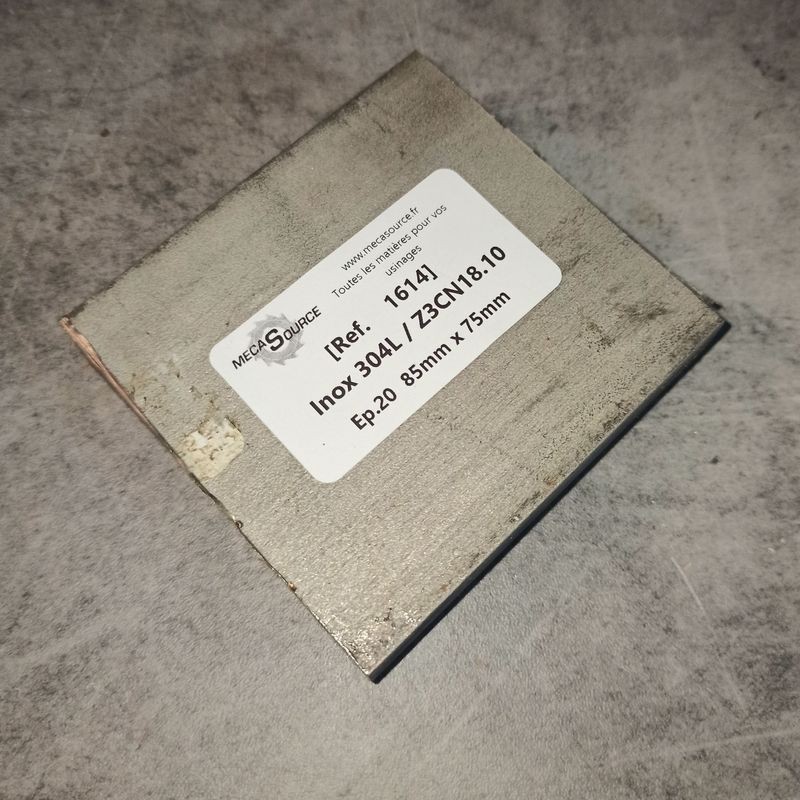 MECASOURCE
www.mecasource.fr
Toutes les matières pour vos
usinages
[Ref. 1614]
Inox 304L / Z3CN18.10
Ep.20 85mm x 75mm